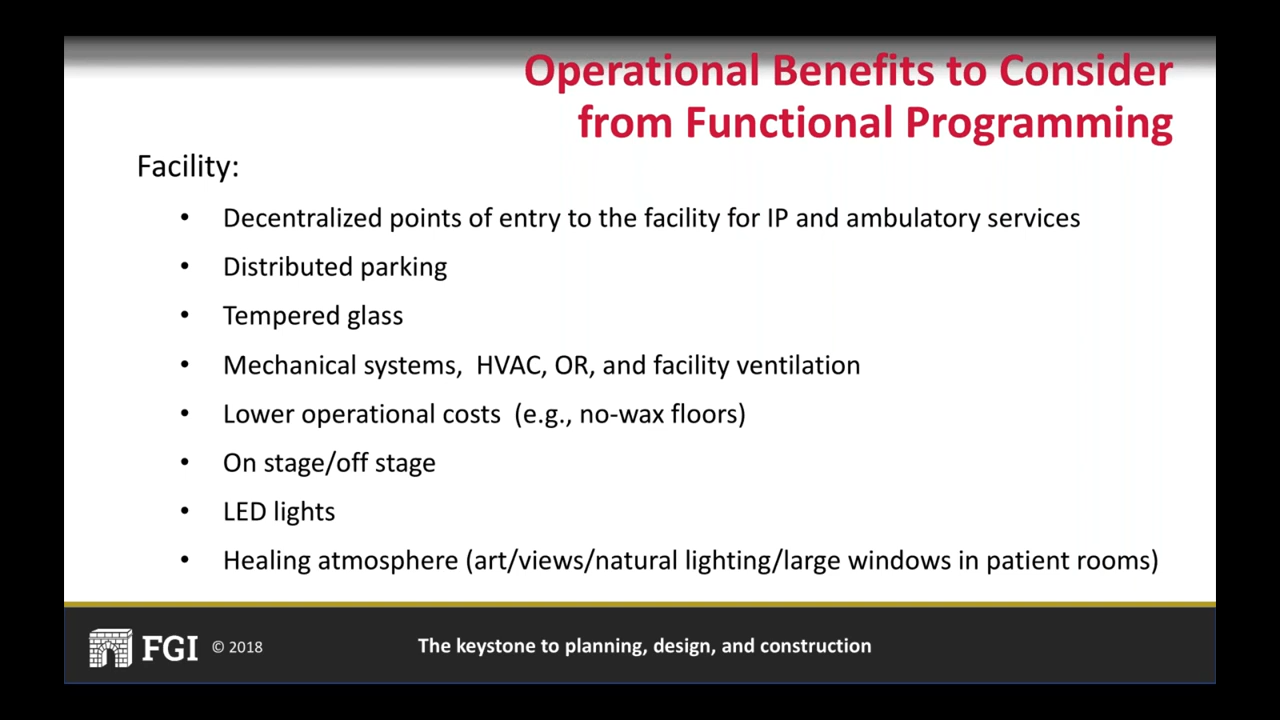 Operational Benefits to Consider
from Functional Programming
Facility:
• Decentralized points of entry to the facility for IP and ambulatory services
• Distributed parking
• Tempered glass
• Mechanical systems,  HVAC, OR, and facility ventilation
• Lower operational costs  (e.g., no-wax floors)
• On stage/off stage
• LED lights
• Healing atmosphere (art/views/natural lighting/large windows in patient rooms)
FGI © 2018
The keystone to planning, design, and construction